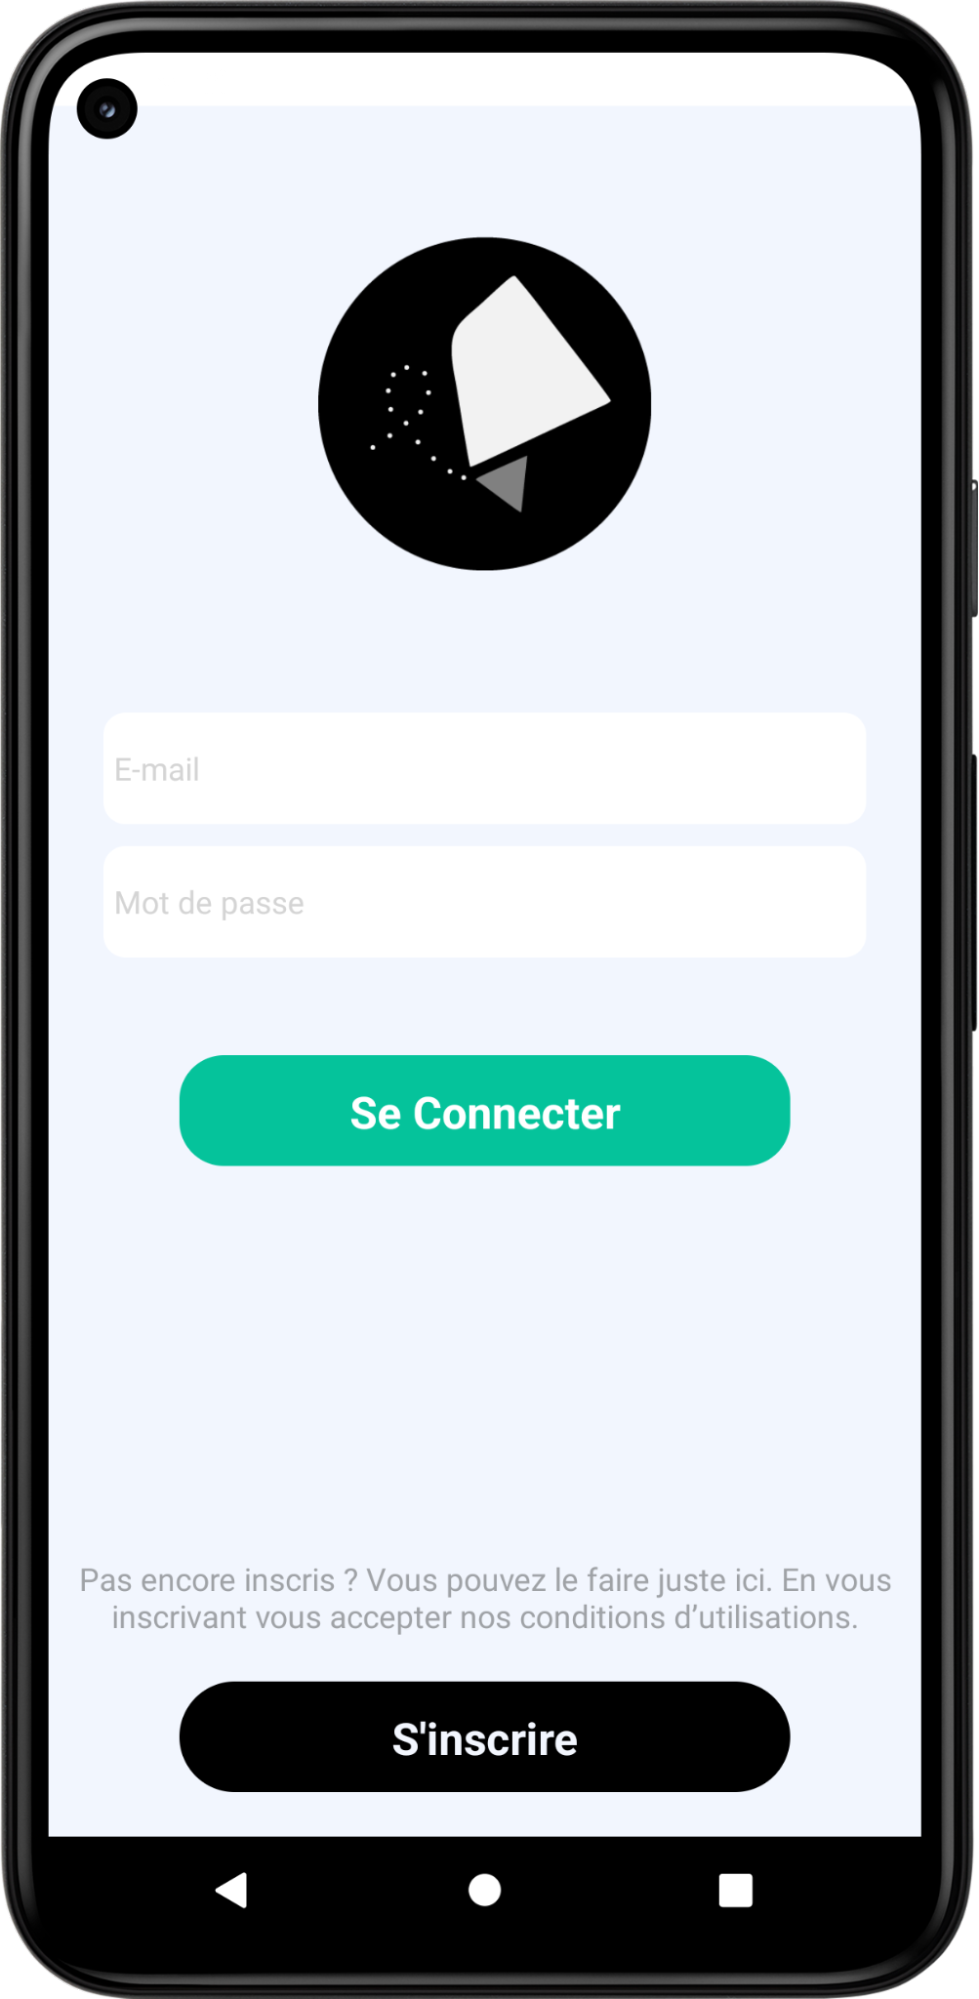 E-mail
Mot de passe
Se Connecter
Pas encore inscris ? Vous pouvez le faire juste ici. En vous
inscrivant vous accepter nos conditions d’utilisations.
S'inscrire